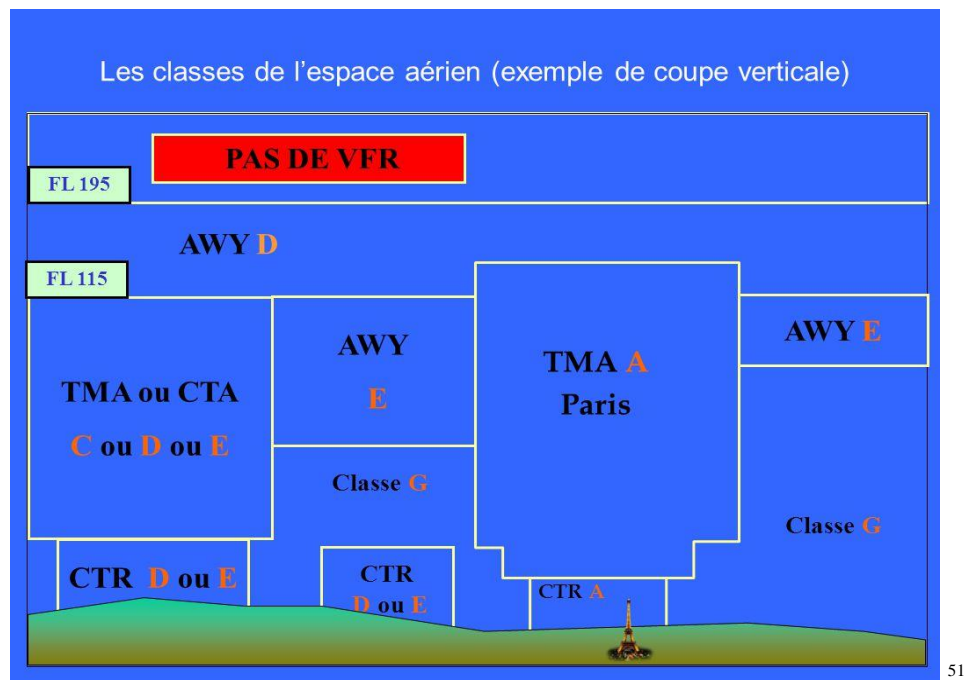 Les classes de l'espace aérien (exemple de coupe verticale)
PAS DE VFR
FL 195
AWY D
FL 115
AWY
E
TMA A
Paris
AWY E
TMA ou CTA
C ou D ou E
Classe G
Classe G
CTR D ou E
CTR
D ou E
CTR A
51